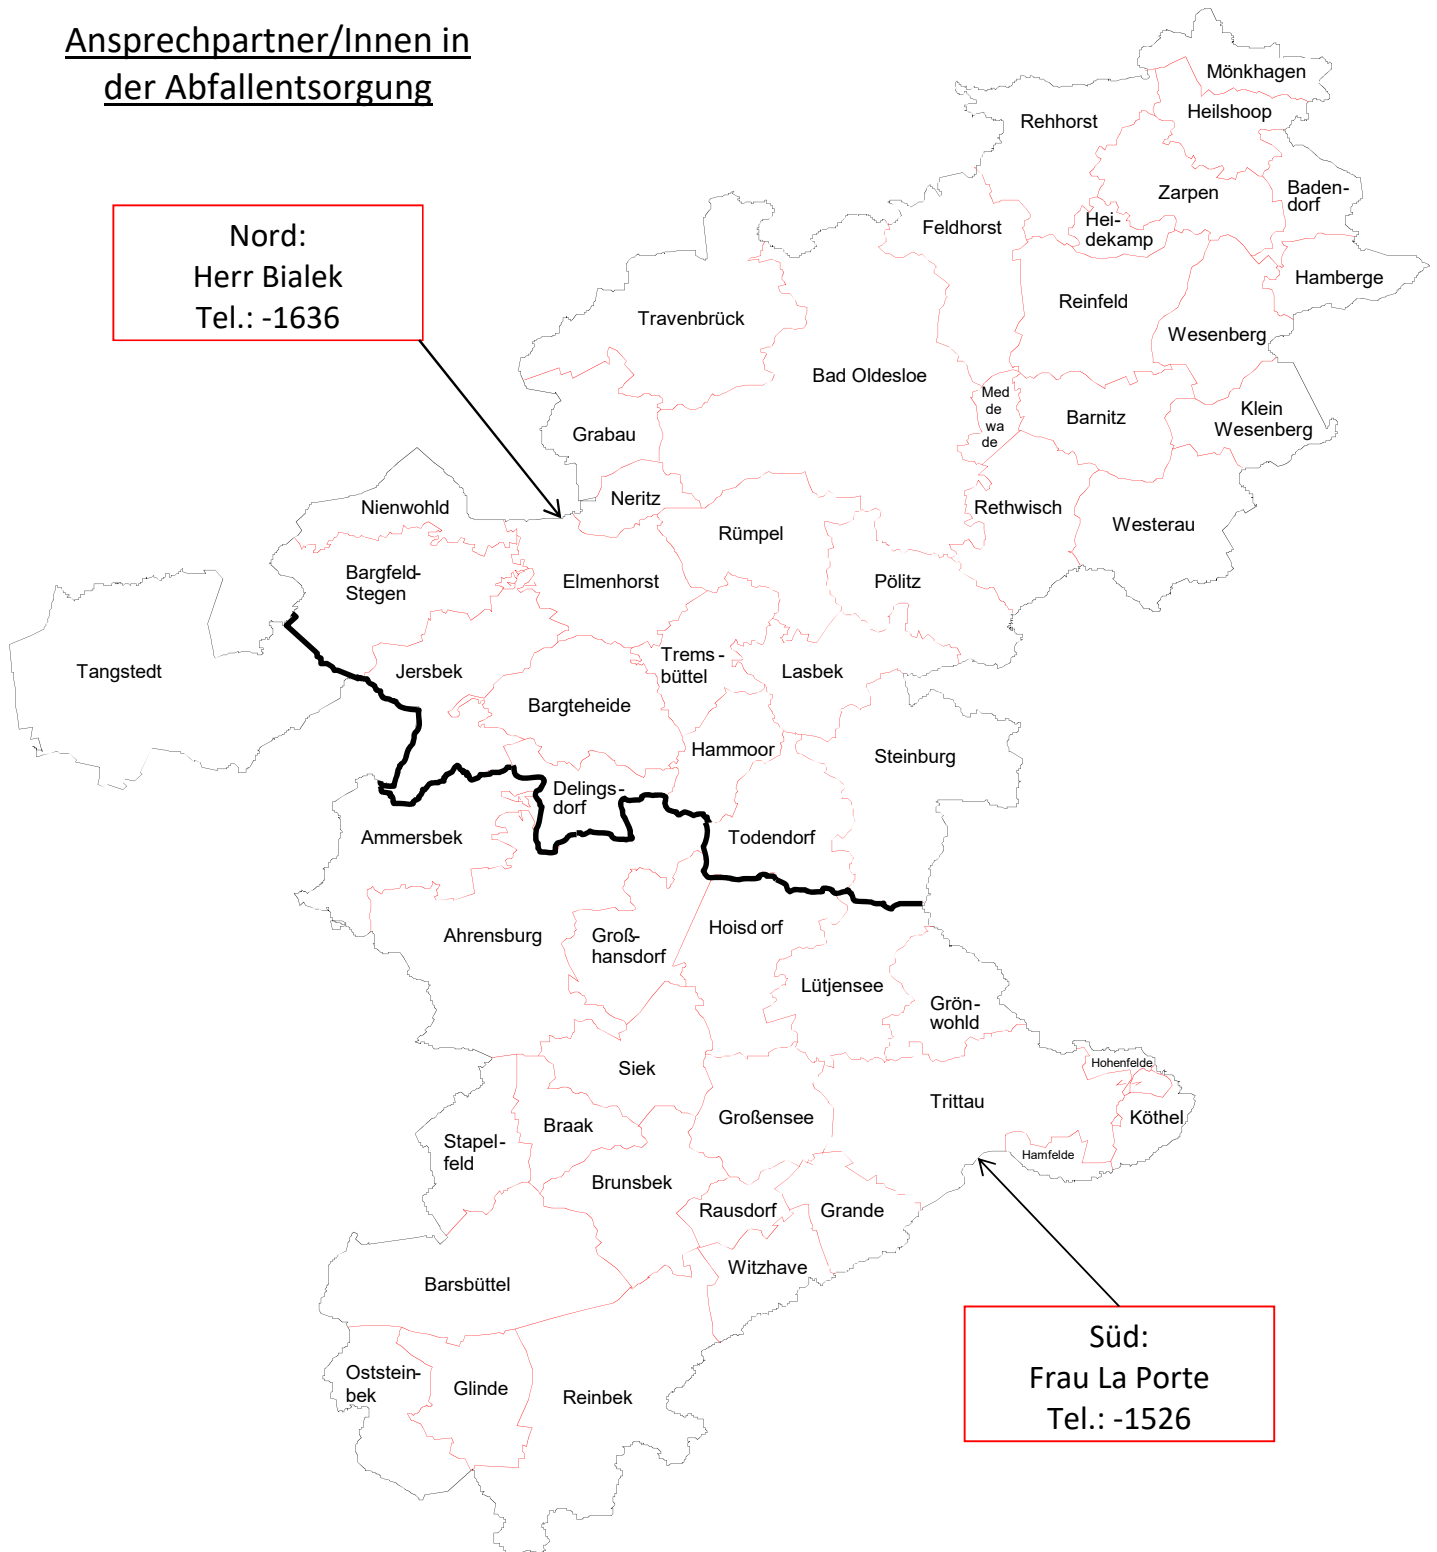 Ansprechpartner/Innen in
der Abfallentsorgung
Nord:
Herr Bialek
Tel.: -1636
Mönkhagen
Heilshoop
Rehhorst
Zarpen
Baden-
dorf
Hei-
dekamp
Feldhorst
Hamberge
Reinfeld
Wesenberg
Travenbrück
Bad Oldesloe
Med
de
wa
de
Barnitz
Klein
Wesenberg
Grabau
Neritz
Nienwohld
Rethwisch
Westerau
Rümpel
Bargfeld-
Stegen
Elmenhorst
Pölitz
Tangstedt
Jersbek
Trems-
büttel
Lasbek
Bargteheide
Hammoor
Steinburg
Delings-
dorf
Ammersbek
Todendorf
Ahrensburg
Groß-
hansdorf
Hoisd orf
Lütjensee
Grön-
wohld
Siek
Hohenfelde
Trittau
Köthel
Großensee
Braak
Stapel-
feld
Hamfelde
Brunsbek
Rausdorf
Grande
Witzhave
Barsbüttel
Oststein-
bek
Glinde
Reinbek
Süd:
Frau La Porte
Tel.: -1526